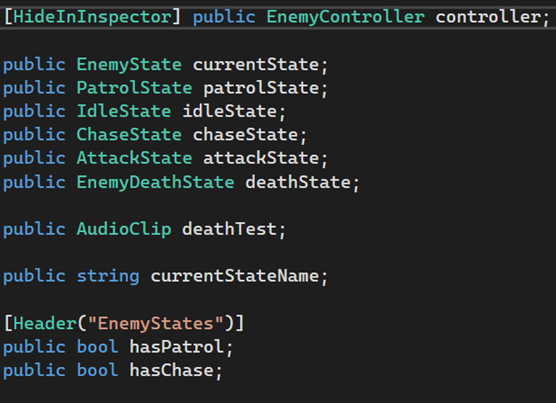 [HideInInspector] public EnemyController controller;
public EnemyState currentState;
public PatrolState patrolState;
public IdleState idleState;
public ChaseState chaseState;
public AttackState attackState;
public EnemyDeathState deathState;
public AudioClip deathTest;
public string currentStateName;
[Header("EnemyStates")]
public bool hasPatrol;
public bool hasChase;